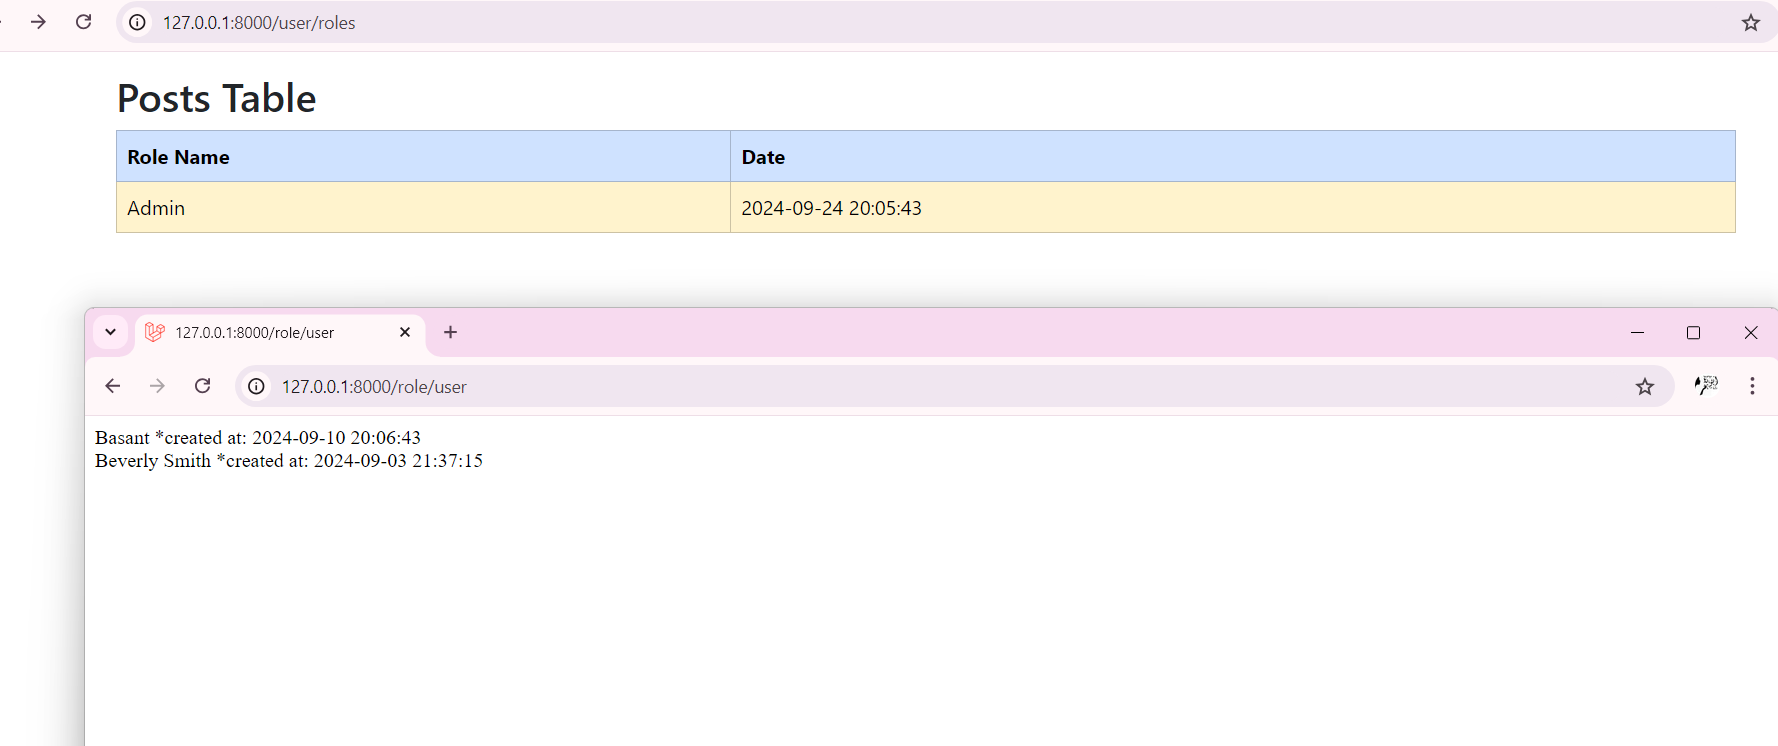 127.0.0.1:8000/user/roles
Posts Table
Role Name Date
Admin 2024-09-24 20:05:43
127.0.0.1:8000/role/user
127.0.0.1:8000/role/user
Basant *created at: 2024-09-10 20:06:43
Beverly Smith *created at: 2024-09-03 21:37:15